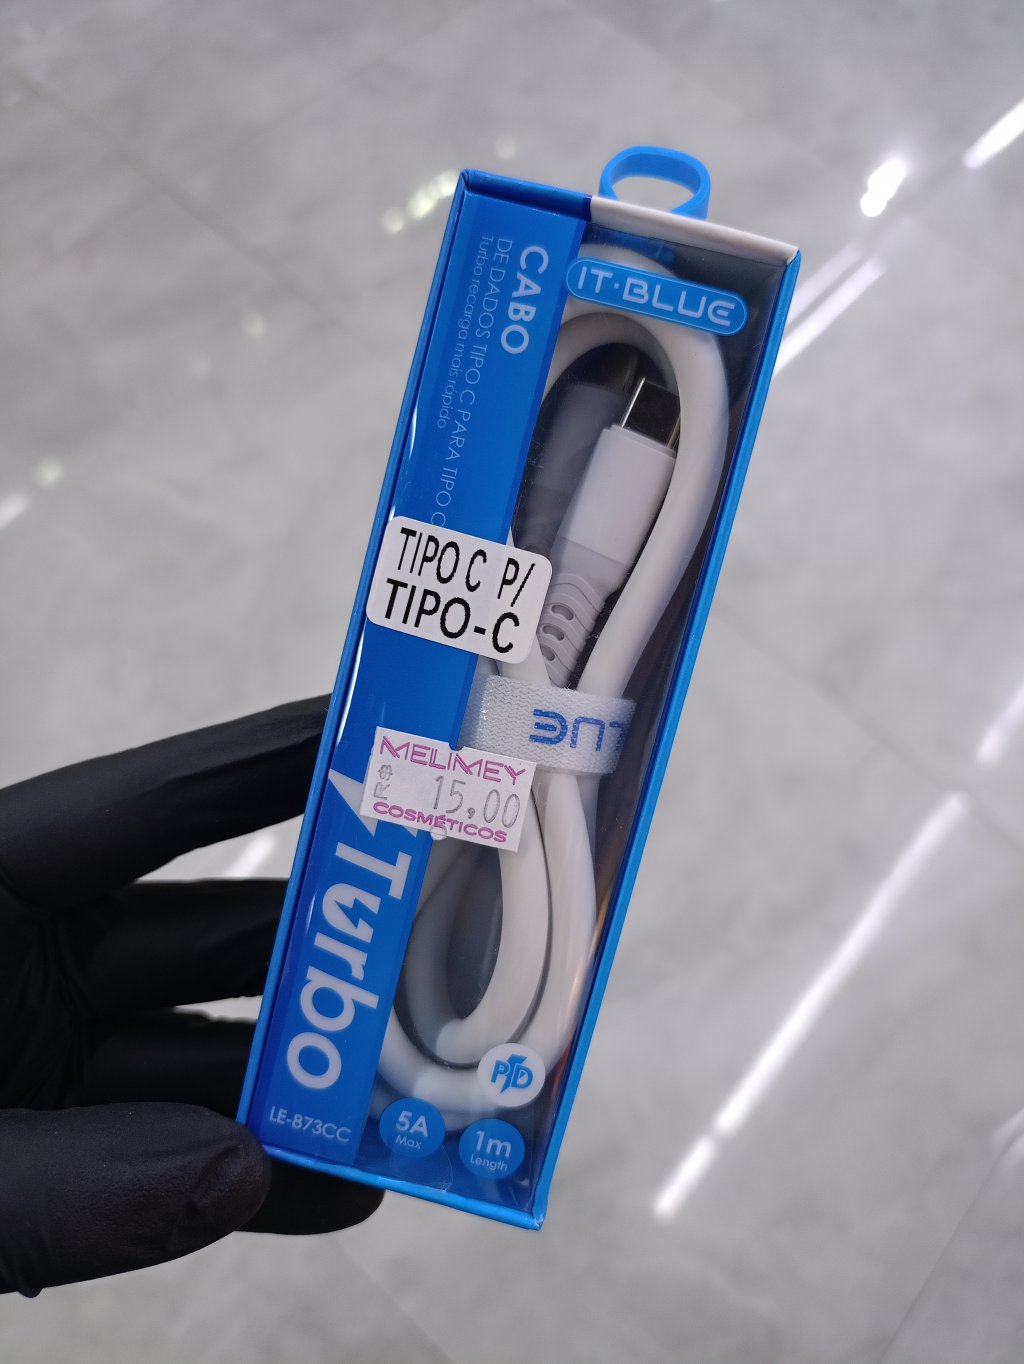 IT·BLUE
CABO
DE DADOS TIPO C PARA TIPO C
Turbo recarga mais rápido
TIPO C P/
TIPO-C
MELIMEY
R$ 15,00
COSMÉTICOS
Turbo
LE-873CC
PD
5A
Max
1m
Length